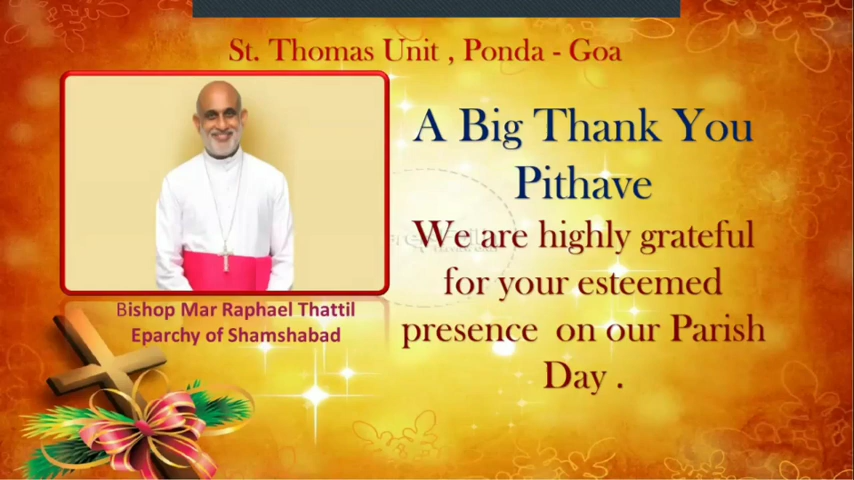 St. Thomas Unit , Ponda - Goa
A Big Thank You
Pithave
We are highly grateful
for your esteemed
presence on our Parish
Day .
Bishop Mar Raphael Thattil
Eparchy of Shamshabad